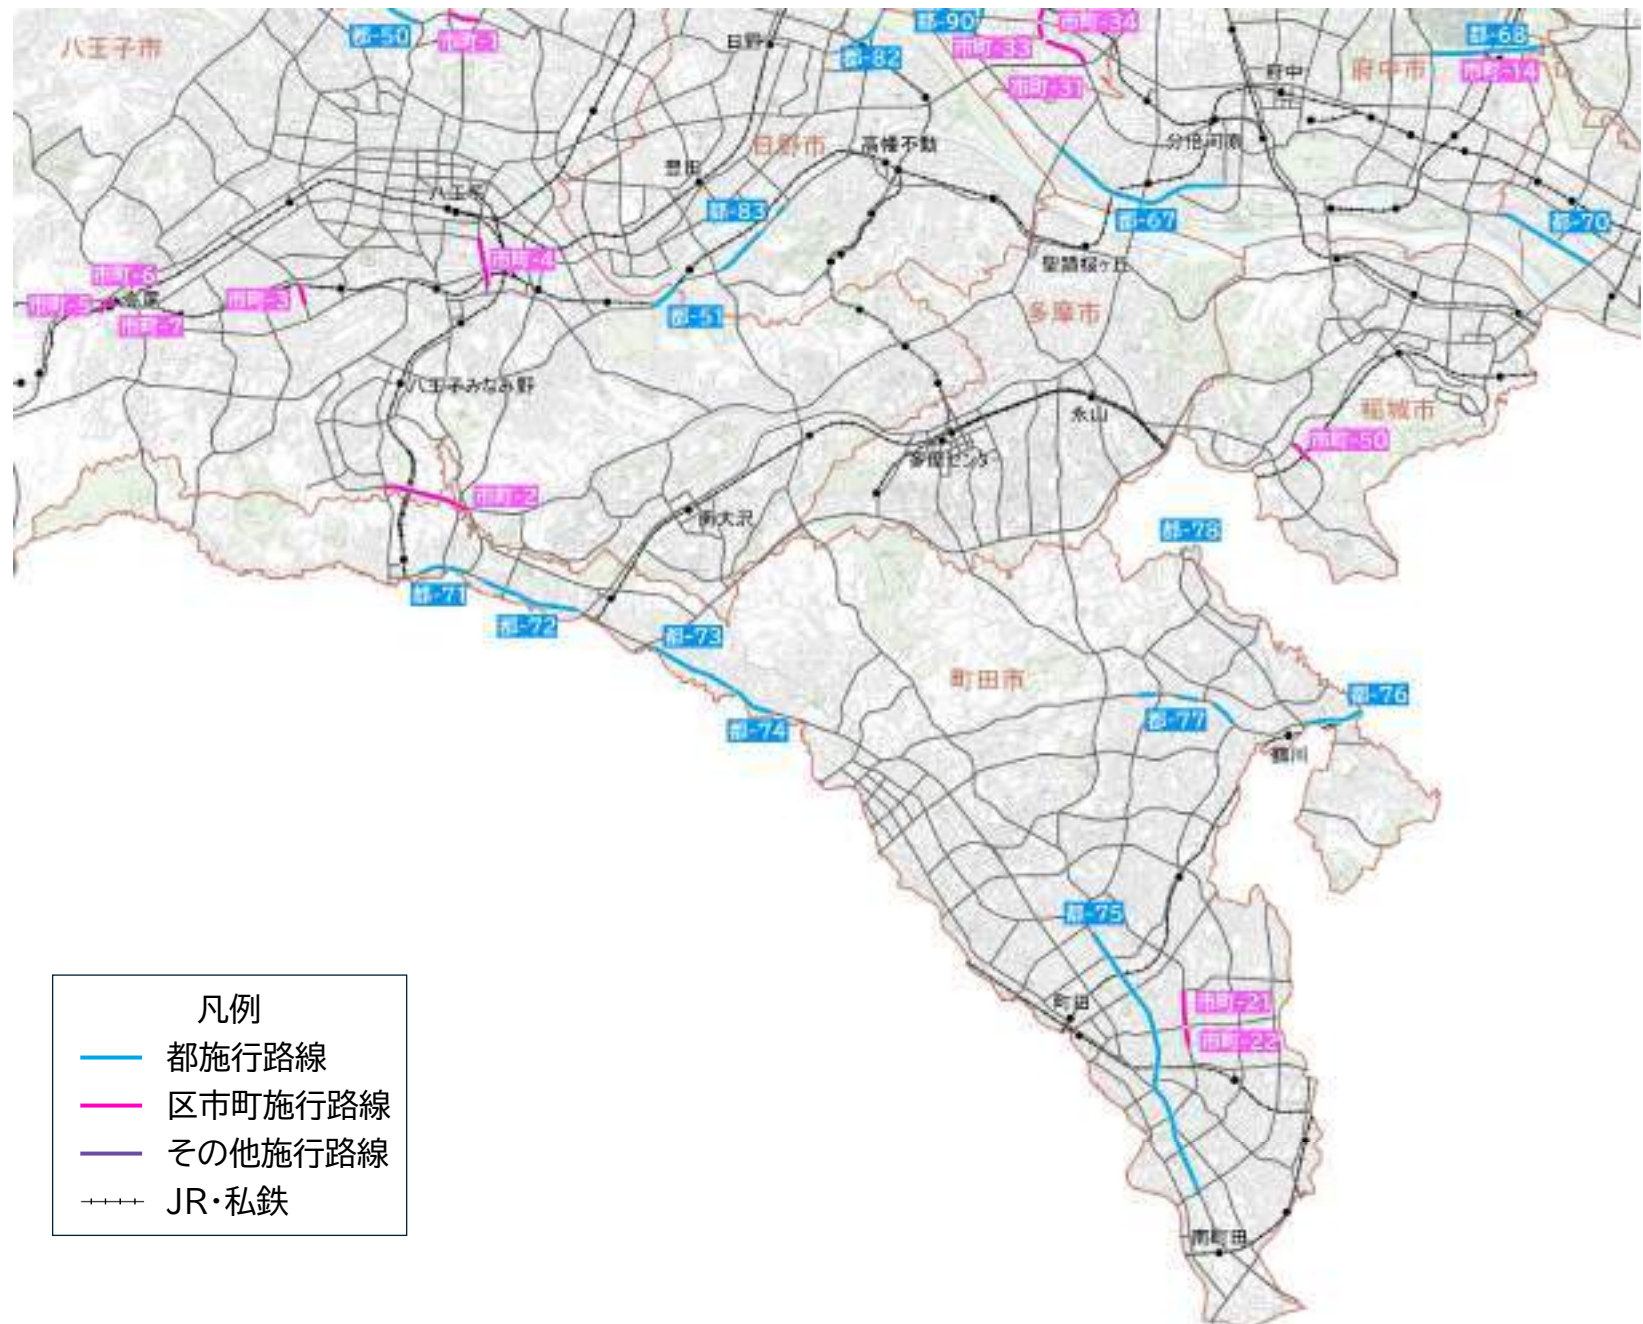 都-90
市町-34
都-50
市町-1
日野
市町-33
都-68
八王子市
都-82
府中
府中市
市町-14
市町-31
日野市
高幡不動
分倍河原
豊田
八王子
都-83
都-67
都-70
市町-4
聖蹟桜ヶ丘
市町-6
市町-5
高尾
市町-3
市町-7
都-51
多摩市
八王子みなみ野
永山
稲城市
市町-50
多摩センター
市町-2
南大沢
都-78
都-71
都-72
都-73
町田市
都-76
都-74
都-77
鶴川
都-75
町田
市町-21
市町-22
南町田
凡例
都施行路線
区市町施行路線
その他施行路線
JR・私鉄